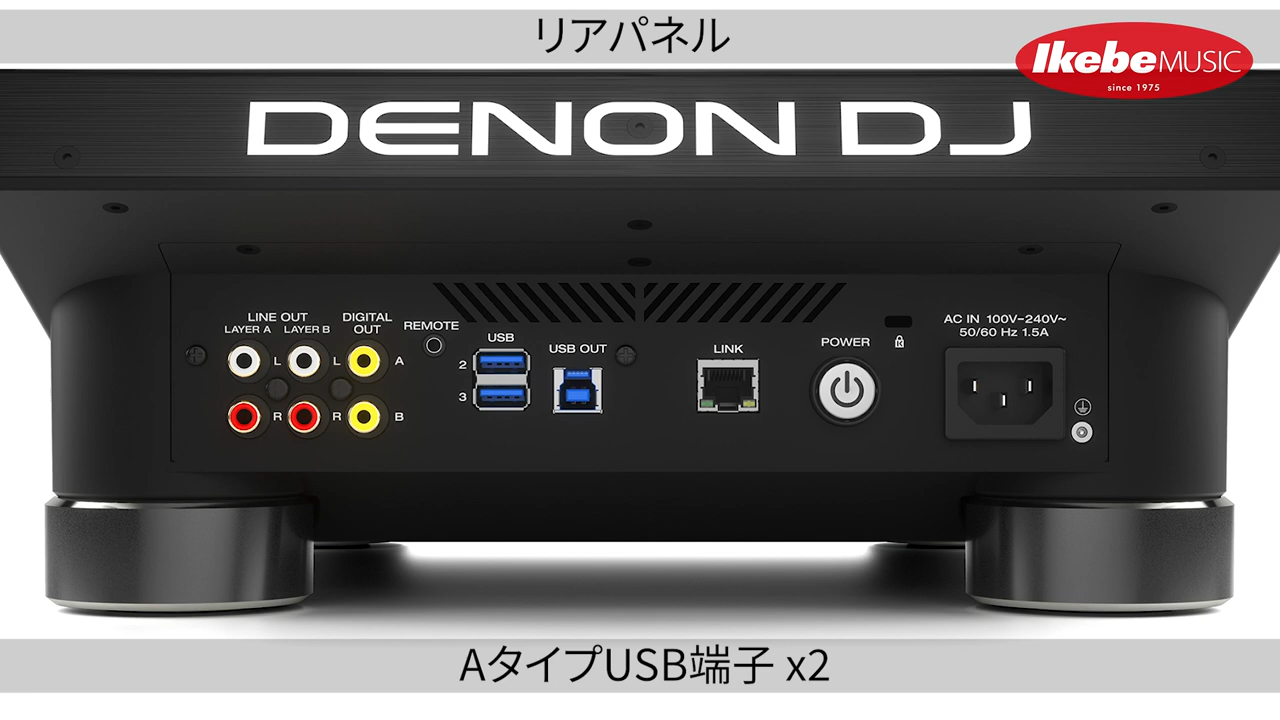 リアパネル
Ikebe MUSIC
since 1975
DENON DJ
LINE OUT
LAYER A LAYER B
DIGITAL
OUT
REMOTE
USB
USB OUT
LINK
POWER
AC IN 100V-240V~
50/60 Hz 1.5A
L L A
2
3
R R B
K
AタイプUSB端子 x2